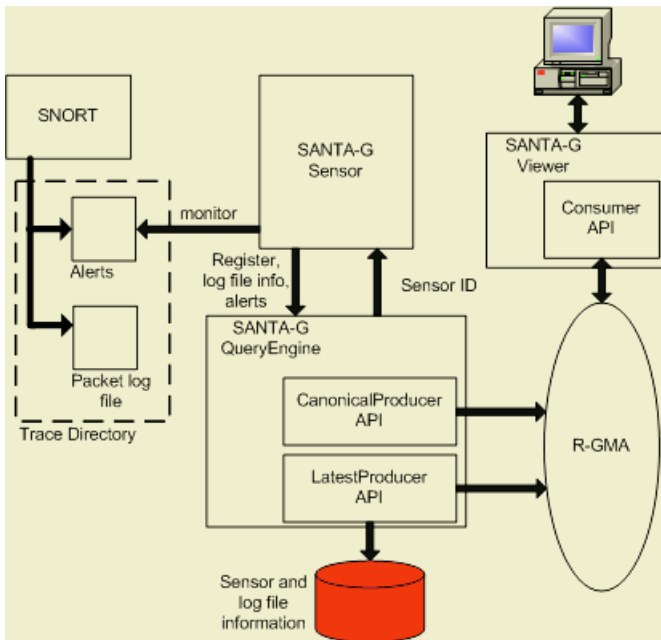 SNORT
SANTA-G
Sensor
SANTA-G
Viewer
Consumer
API
monitor
Alerts
Register,
log file info,
alerts
Sensor ID
Packet log
file
Trace Directory
SANTA-G
QueryEngine
CanonicalProducer
API
LatestProducer
API
R-GMA
Sensor and
log file
information